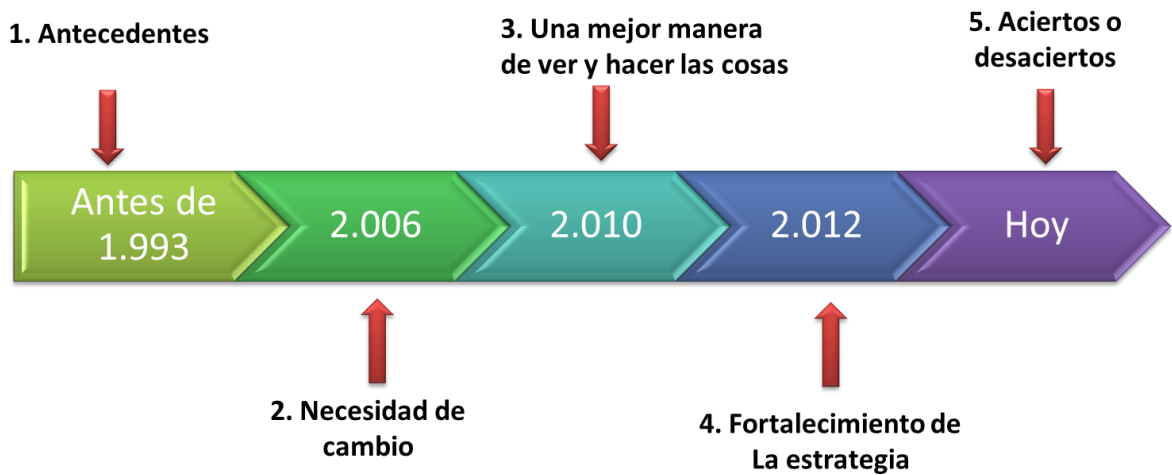 1. Antecedentes
3. Una mejor manera
de ver y hacer las cosas
5. Aciertos o
desaciertos
Antes de
1.993
2.006
2.010
2.012
Hoy
2. Necesidad de
cambio
4. Fortalecimiento de
La estrategia